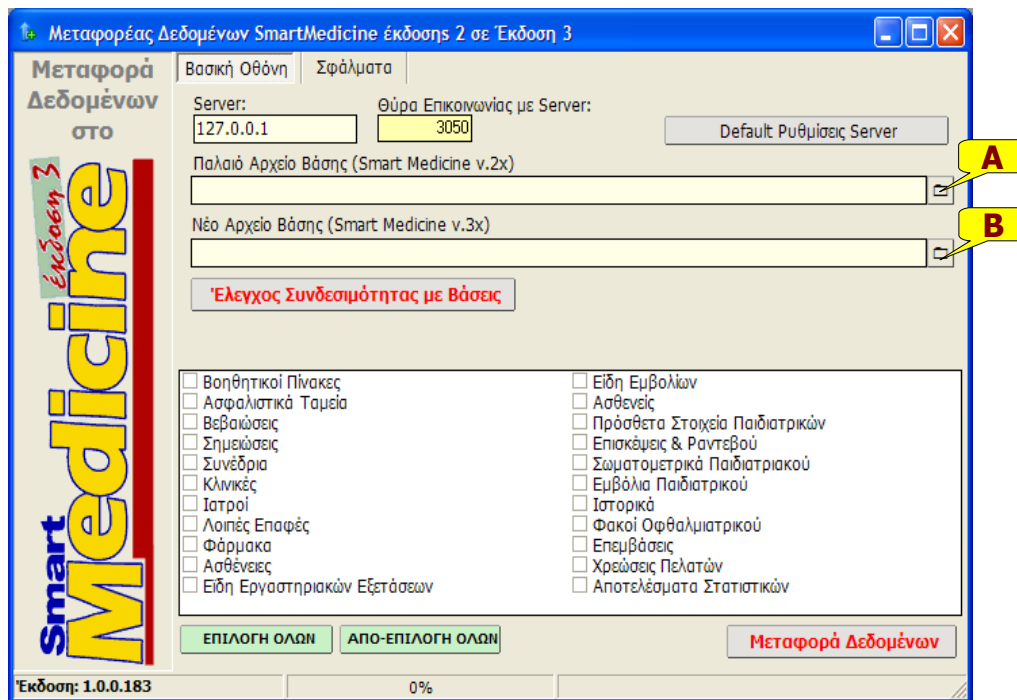 Μεταφορέας Δεδομένων SmartMedicine έκδοσης 2 σε Έκδοση 3
Μεταφορά
Δεδομένων
στο
έκδοση 3
Smart
Medicine
Βασική Οθόνη
Σφάλματα
Server:
Θύρα Επικοινωνίας με Server:
127.0.0.1
3050
Default Ρυθμίσεις Server
Παλαιό Αρχείο Βάσης (Smart Medicine v.2x)
A
Νέο Αρχείο Βάσης (Smart Medicine v.3x)
B
Έλεγχος Συνδεσιμότητας με Βάσεις
Βοηθητικοί Πίνακες
Ασφαλιστικά Ταμεία
Βεβαιώσεις
Σημειώσεις
Συνέδρια
Κλινικές
Ιατροί
Λοιπές Επαφές
Φάρμακα
Ασθένειες
Είδη Εργαστηριακών Εξετάσεων
Είδη Εμβολίων
Ασθενείς
Πρόσθετα Στοιχεία Παιδιατρικών
Επισκέψεις & Ραντεβού
Σωματομετρικά Παιδιατριακού
Εμβόλια Παιδιατρικού
Ιστορικά
Φακοί Οφθαλμιατρικού
Επεμβάσεις
Χρεώσεις Πελατών
Αποτελέσματα Στατιστικών
ΕΠΙΛΟΓΗ ΟΛΩΝ
ΑΠΟ-ΕΠΙΛΟΓΗ ΟΛΩΝ
Μεταφορά Δεδομένων
Έκδοση: 1.0.0.183
0%